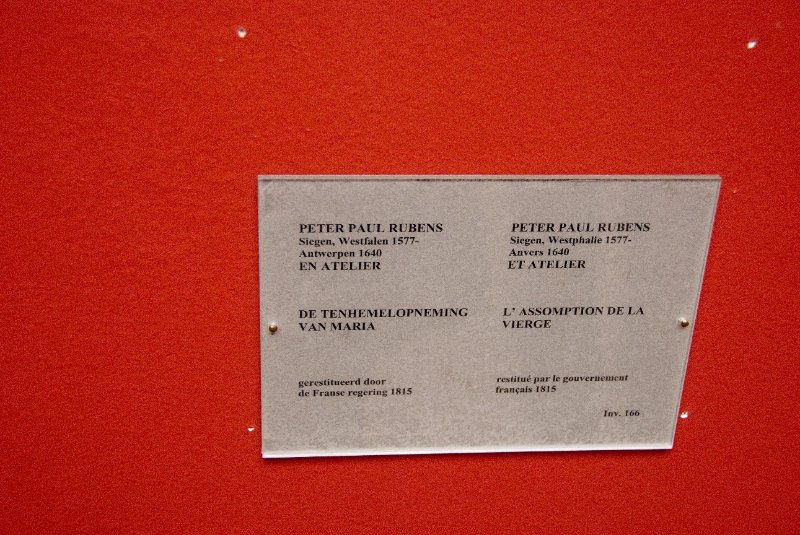 PETER PAUL RUBENS
Siegen, Westfalen 1577-
Antwerpen 1640
EN ATELIER
DE TENHEMELOPNEMING
VAN MARIA
gerestitueerd door
de Franse regering 1815
PETER PAUL RUBENS
Siegen, Westphalie 1577-
Anvers 1640
ET ATELIER
L' ASSOMPTION DE LA
VIERGE
restitué par le gouvernement
français 1815
Inv. 166